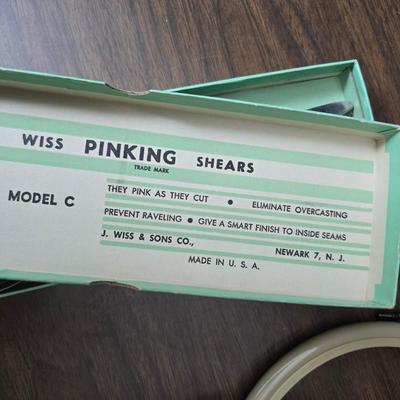 WISS PINKING SHEARS
TRADE MARK
MODEL C
THEY PINK AS THEY CUT • ELIMINATE OVERCASTING
PREVENT RAVELING • GIVE A SMART FINISH TO INSIDE SEAMS
J. WISS & SONS CO., NEWARK 7, N. J.
MADE IN U. S. A.